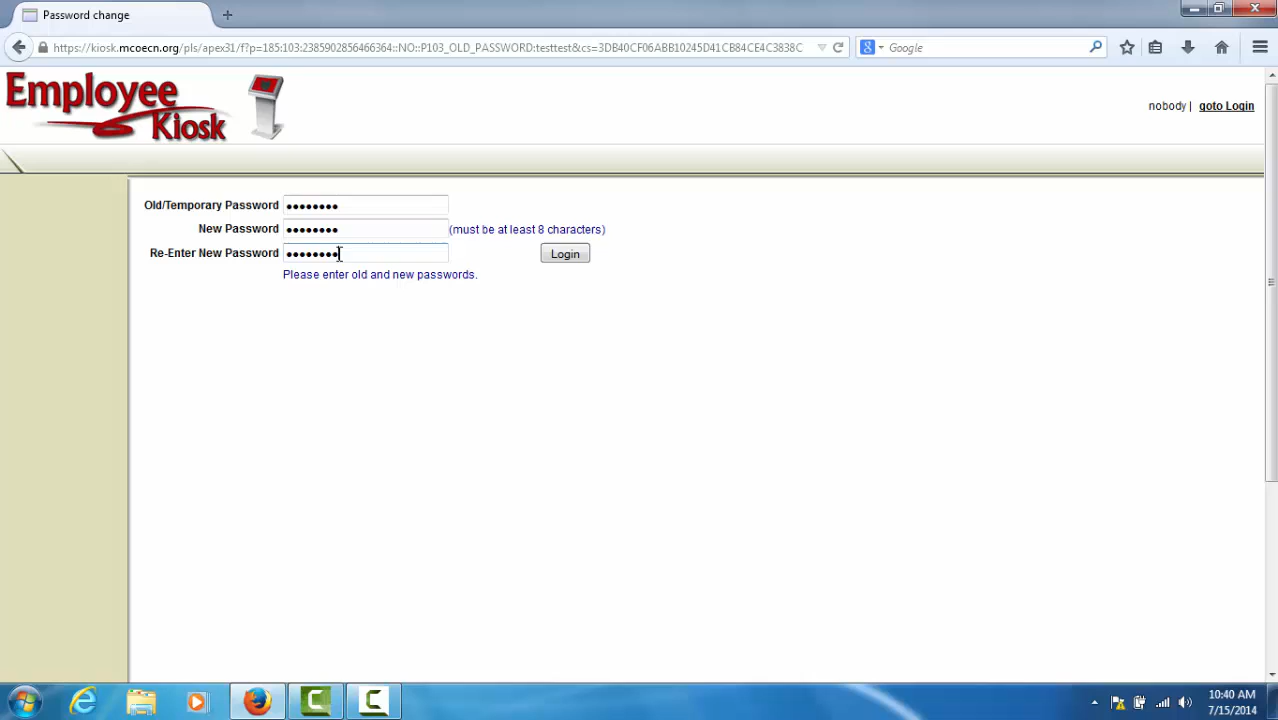 Password change
https://kiosk.mcoecn.org/pls/apex31/f?p=185:103:2385902856466364::NO::P103_OLD_PASSWORD:testtest&cs=3DB40CF06ABB10245D41CB84CE4C3838C
Google
Employee
Kiosk
nobody | goto Login
Old/Temporary Password ••••••••
New Password •••••••• (must be at least 8 characters)
Re-Enter New Password •••••••• Login
Please enter old and new passwords.
10:40 AM
7/15/2014